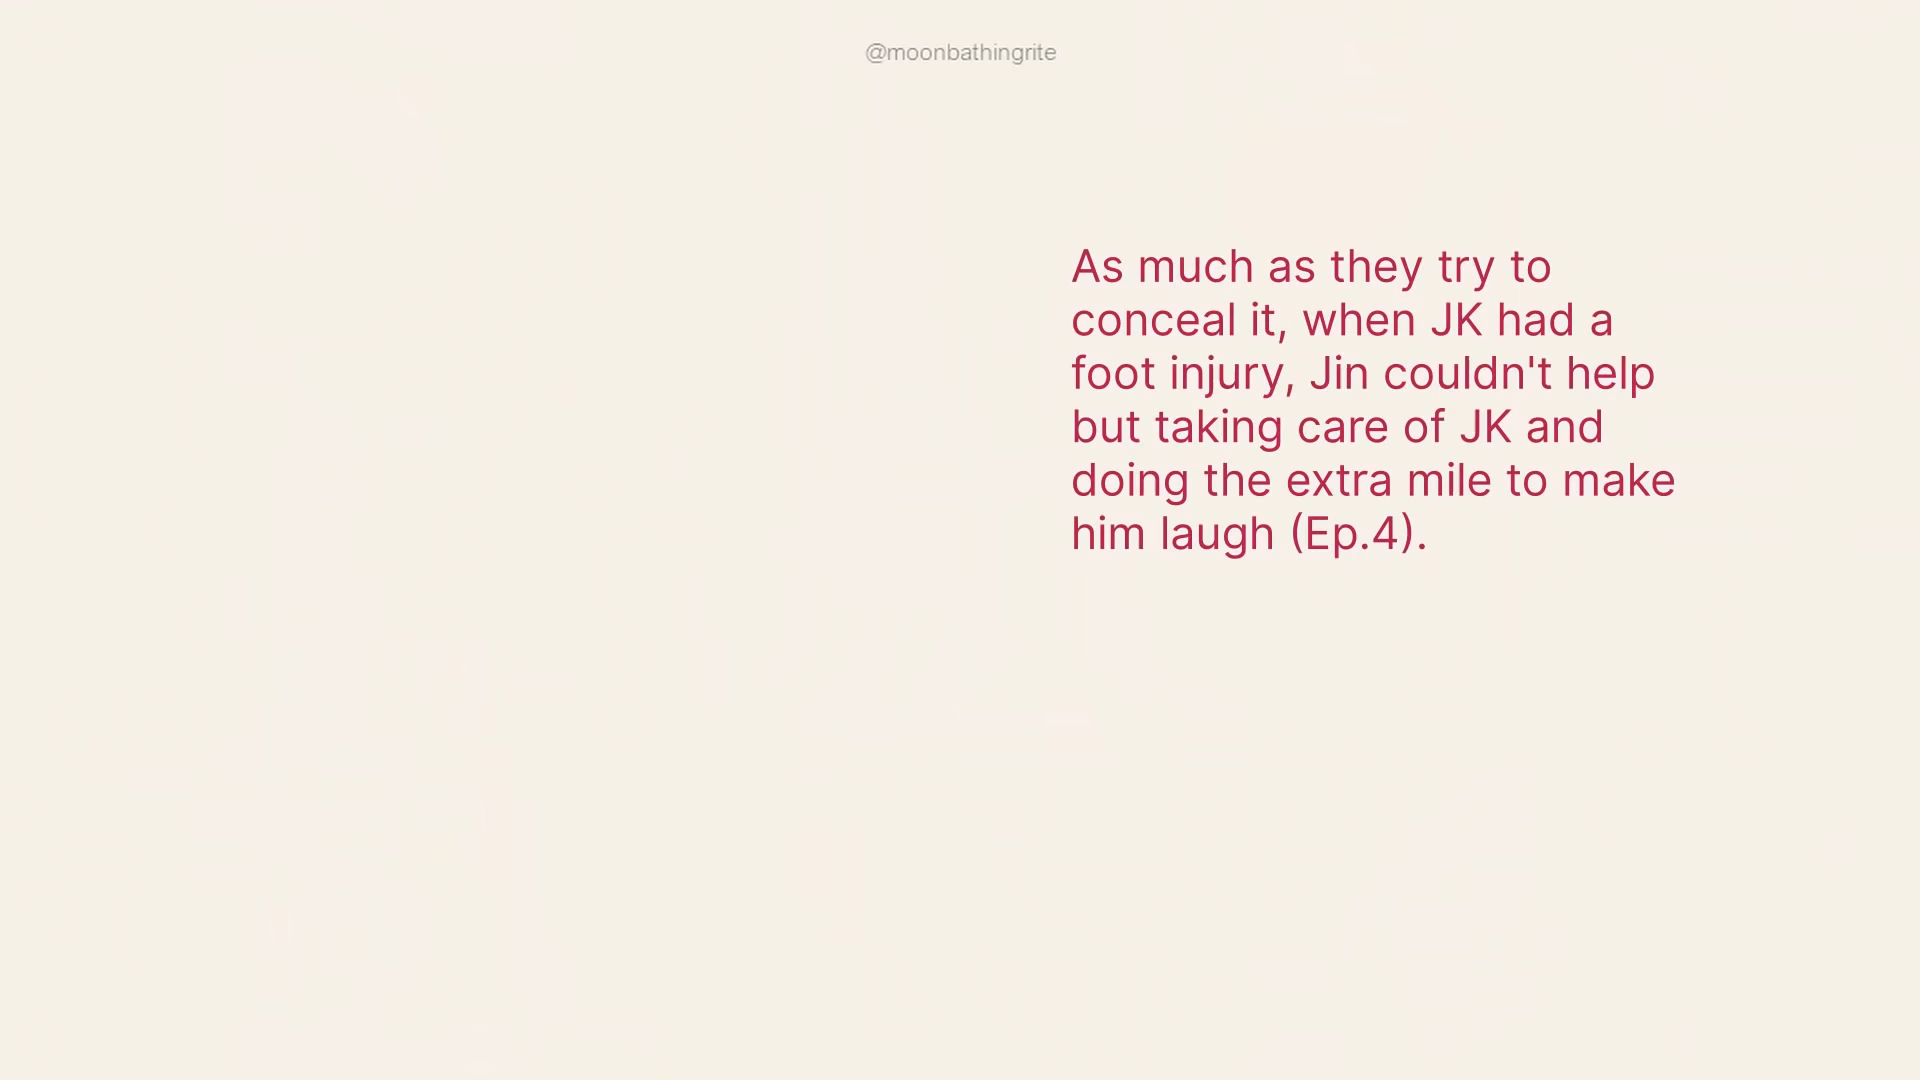 @moonbathingrite
As much as they try to
conceal it, when JK had a
foot injury, Jin couldn't help
but taking care of JK and
doing the extra mile to make
him laugh (Ep.4).